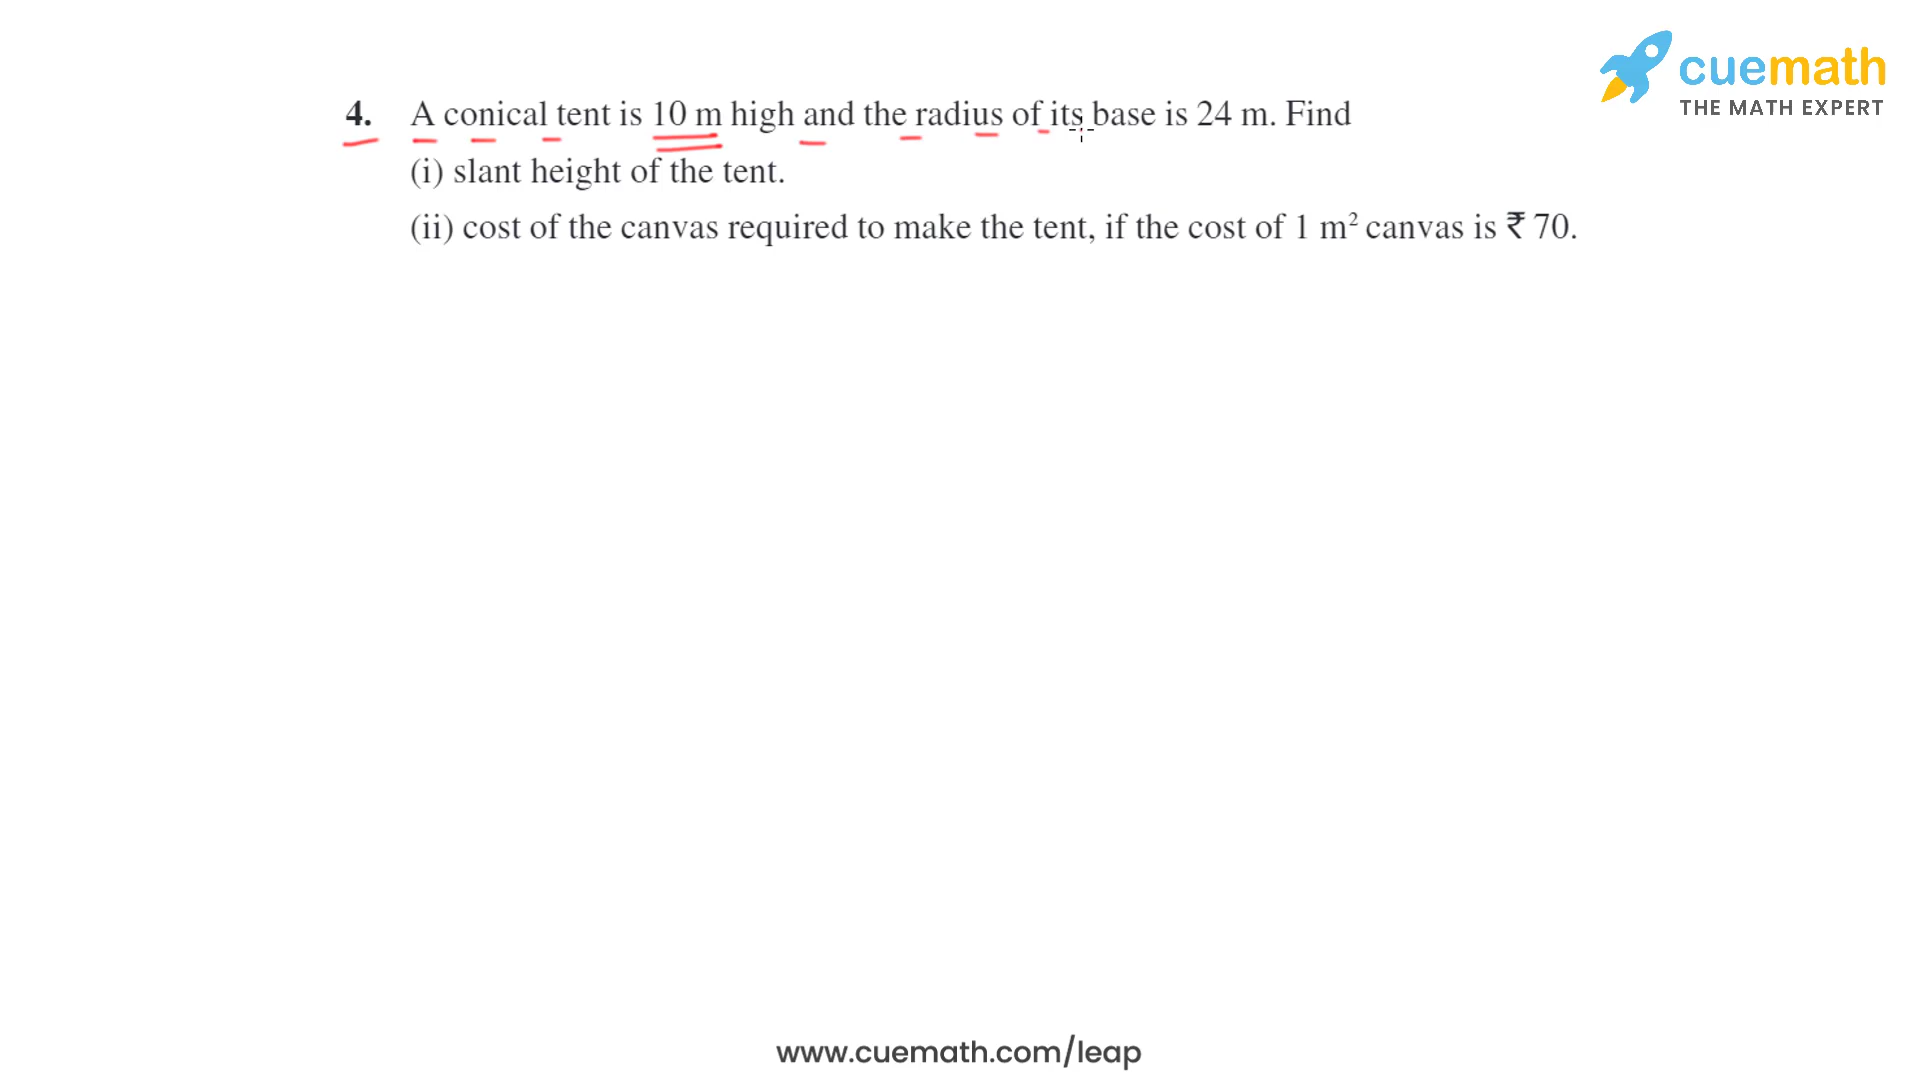 cuemath
THE MATH EXPERT
4. A conical tent is 10 m high and the radius of its base is 24 m. Find
(i) slant height of the tent.
(ii) cost of the canvas required to make the tent, if the cost of 1 m² canvas is ₹ 70.
www.cuemath.com/leap